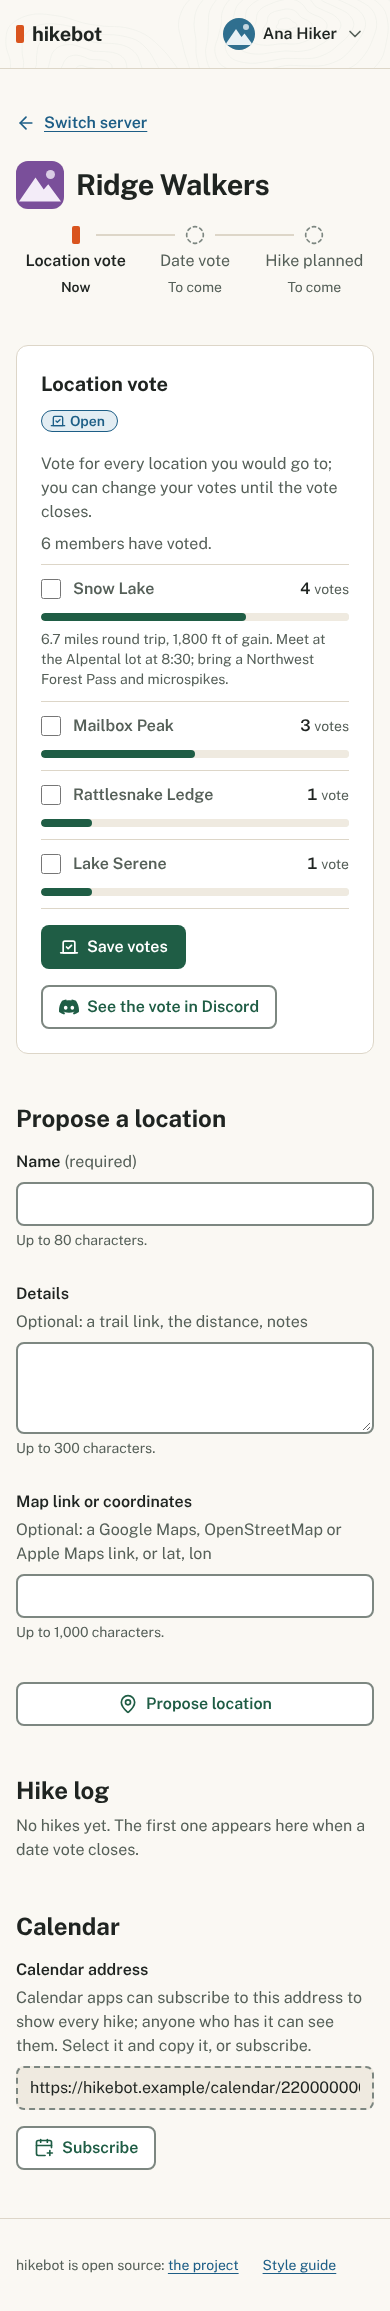 hikebot
Ana Hiker
Switch server
Ridge Walkers
Location vote
Date vote
Hike planned
Now
To come
To come
Location vote
Open
Vote for every location you would go to;
you can change your votes until the vote
closes.
6 members have voted.
Snow Lake 4 votes
6.7 miles round trip, 1,800 ft of gain. Meet at
the Alpental lot at 8:30; bring a Northwest
Forest Pass and microspikes.
Mailbox Peak 3 votes
Rattlesnake Ledge 1 vote
Lake Serene 1 vote
Save votes
See the vote in Discord
Propose a location
Name (required)
Up to 80 characters.
Details
Optional: a trail link, the distance, notes
Up to 300 characters.
Map link or coordinates
Optional: a Google Maps, OpenStreetMap or
Apple Maps link, or lat, lon
Up to 1,000 characters.
Propose location
Hike log
No hikes yet. The first one appears here when a
date vote closes.
Calendar
Calendar address
Calendar apps can subscribe to this address to
show every hike; anyone who has it can see
them. Select it and copy it, or subscribe.
https://hikebot.example/calendar/22000000
Subscribe
hikebot is open source: the project Style guide